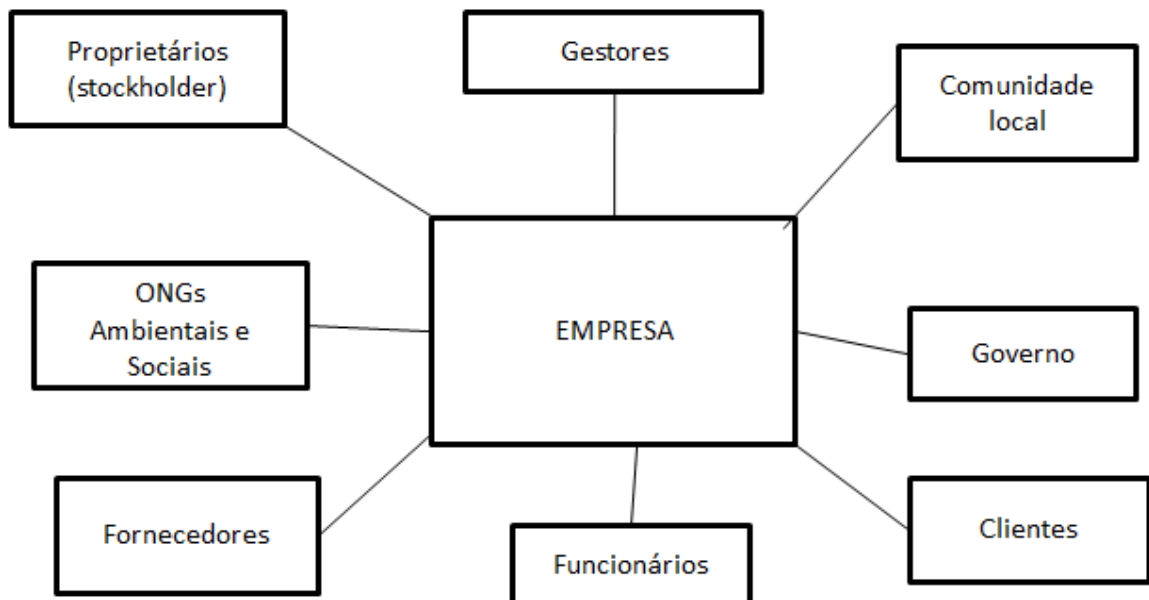 Proprietários
(stockholder)
Gestores
Comunidade
local
ONGs
Ambientais e
Sociais
EMPRESA
Governo
Fornecedores
Funcionários
Clientes